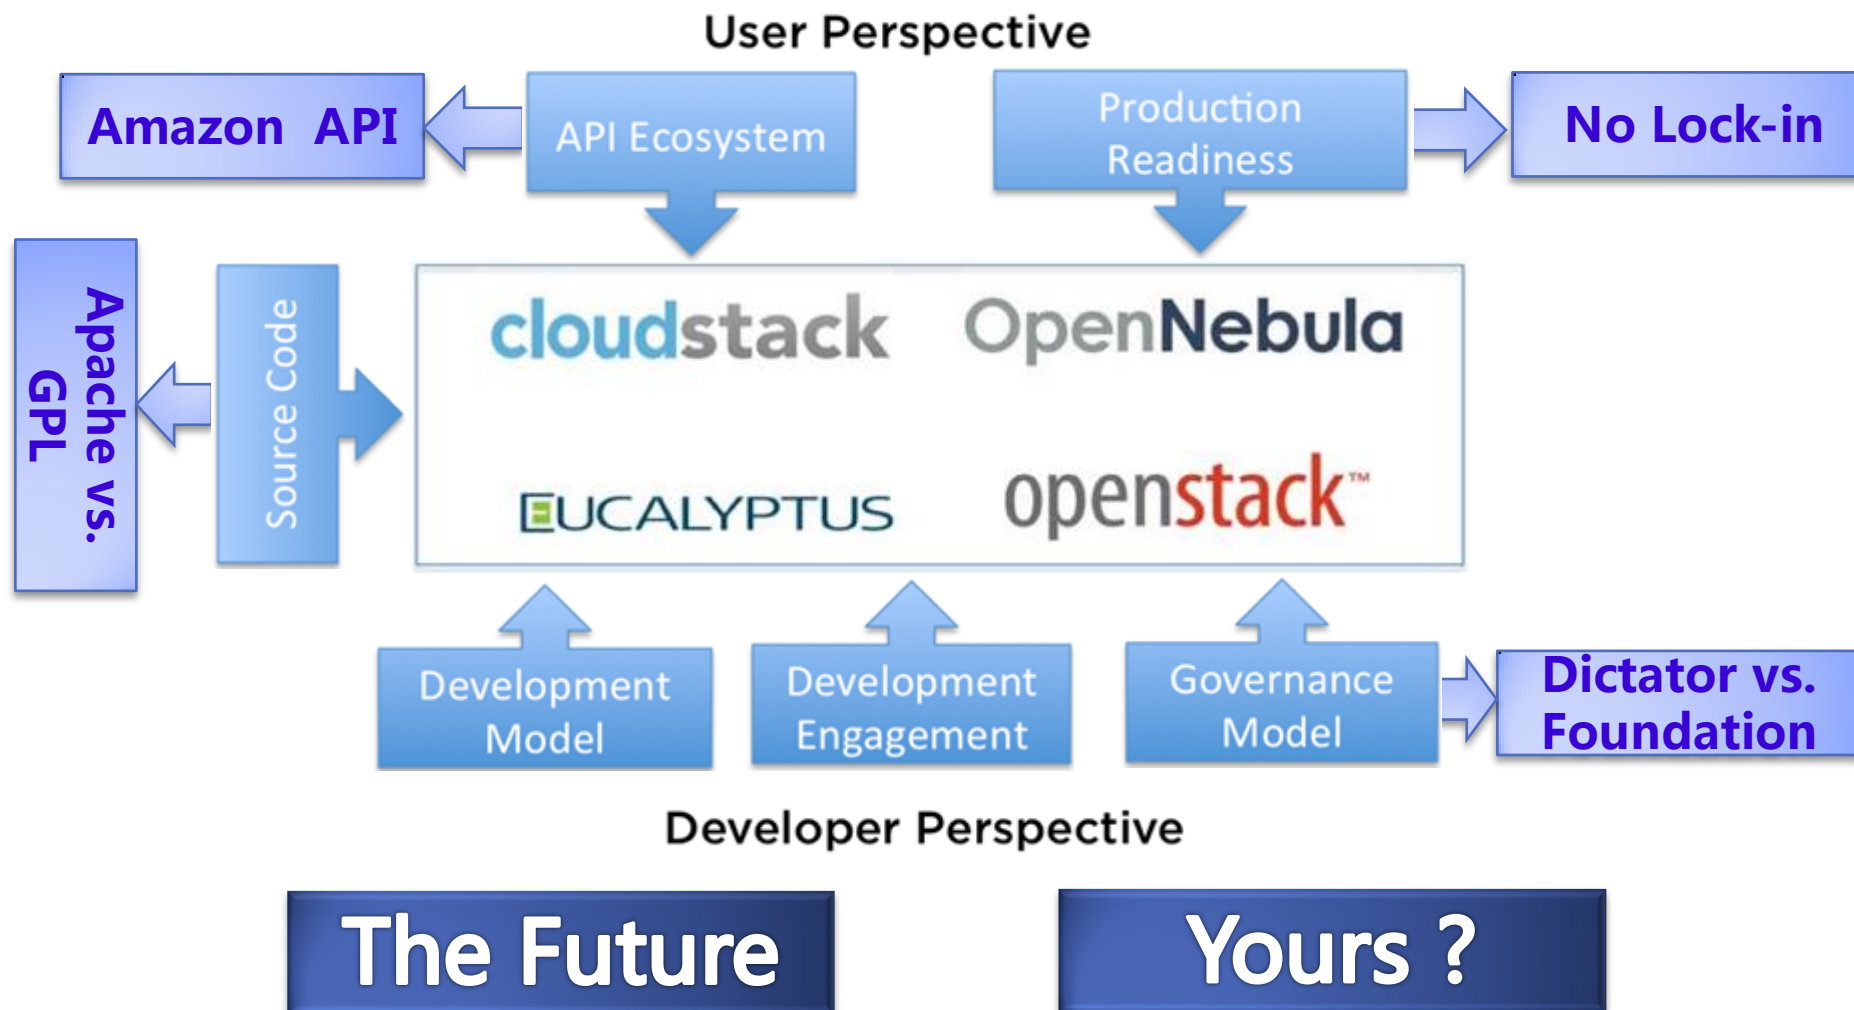 User Perspective
Amazon API
API Ecosystem
Production
Readiness
No Lock-in
Apache vs.
GPL
Source Code
cloudstack
OpenNebula
EUCALYPTUS
openstack™
Development
Model
Development
Engagement
Governance
Model
Dictator vs.
Foundation
Developer Perspective
The Future
Yours ?